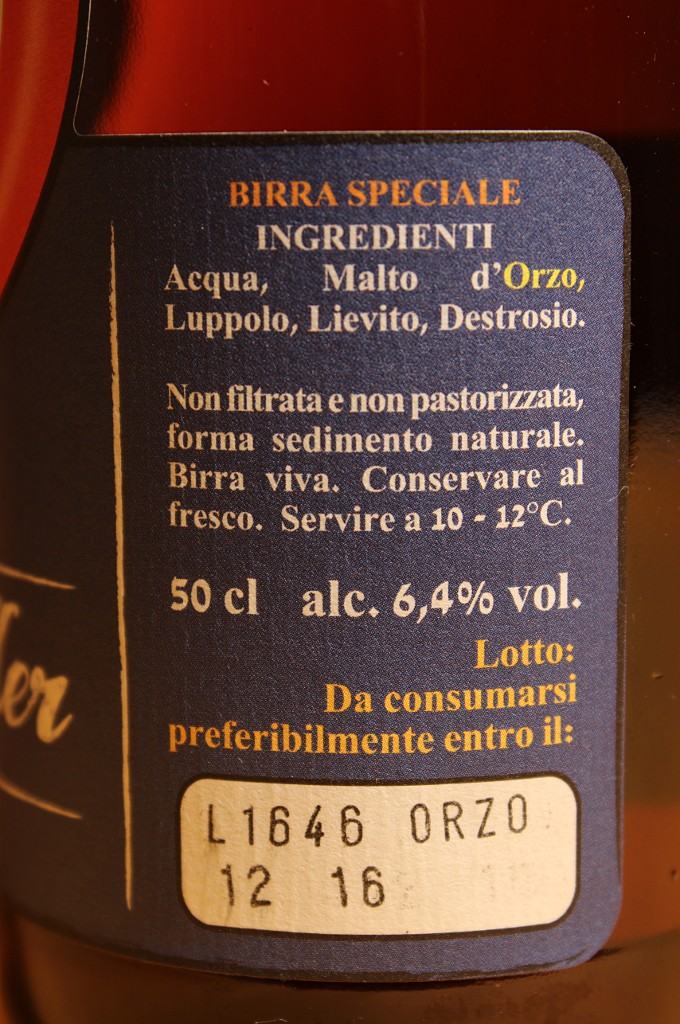 BIRRA SPECIALE
INGREDIENTI
Acqua, Malto d'Orzo,
Luppolo, Lievito, Destrosio.
Non filtrata e non pastorizzata,
forma sedimento naturale.
Birra viva. Conservare al
fresco. Servire a 10 - 12°C.
50 cl alc. 6,4% vol.
Lotto:
Da consumarsi
preferibilmente entro il:
L1646 ORZO
12 16